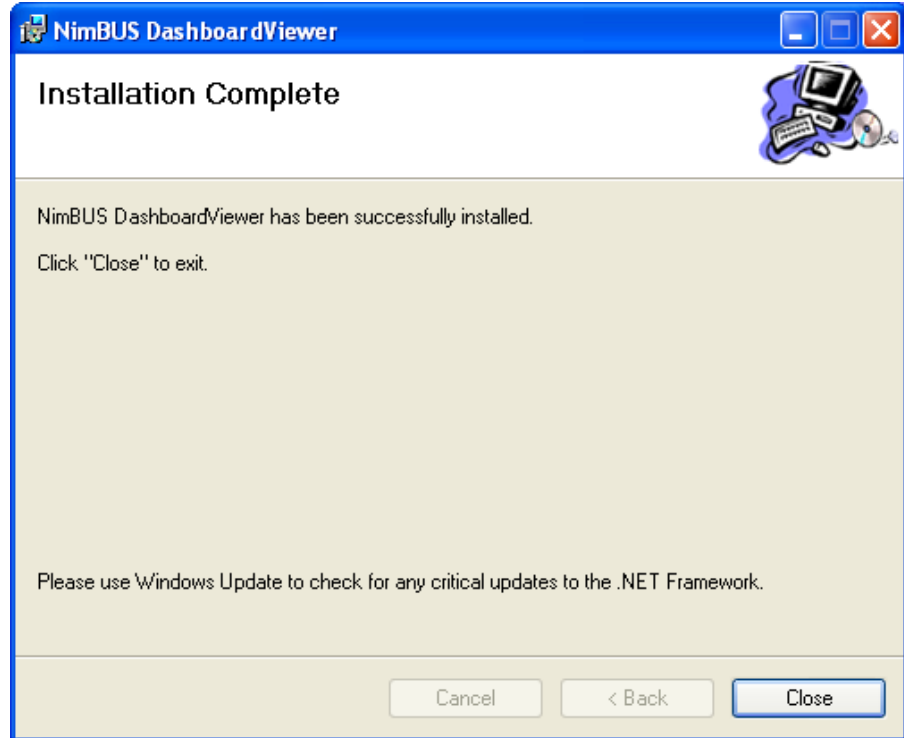 NimBUS DashboardViewer
Installation Complete
NimBUS DashboardViewer has been successfully installed.
Click "Close" to exit.
Please use Windows Update to check for any critical updates to the .NET Framework.
Cancel
< Back
Close